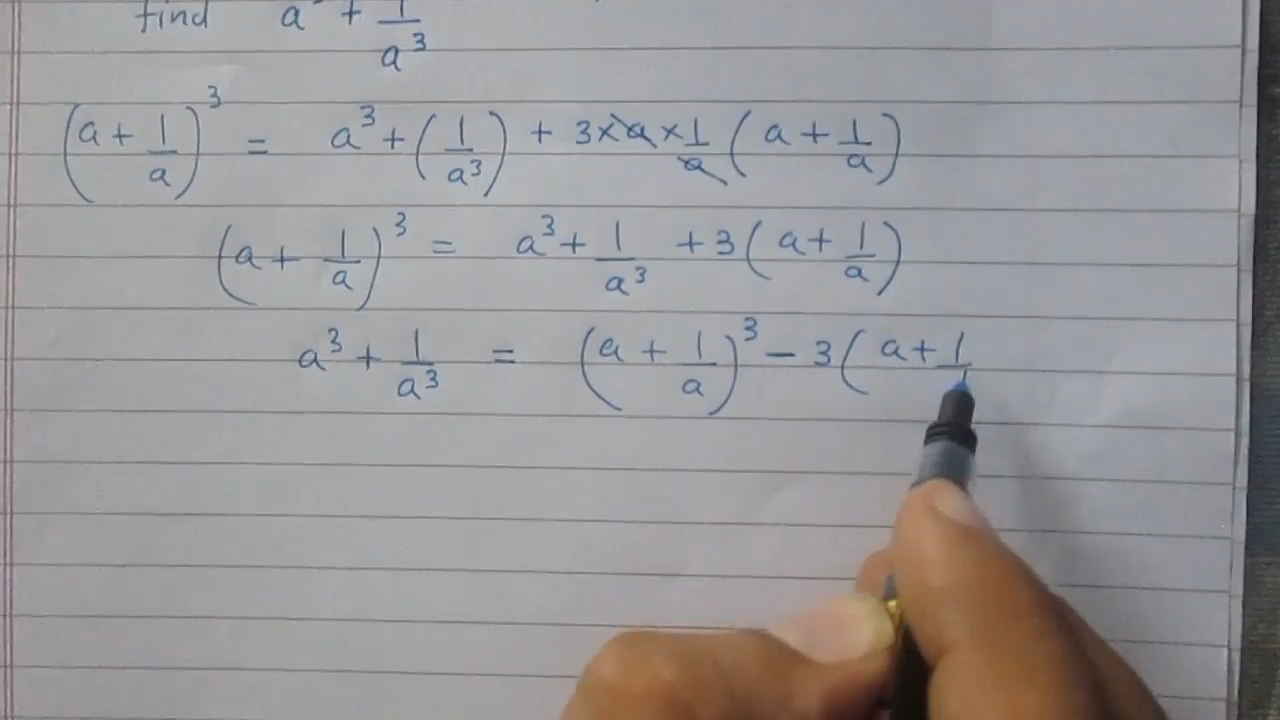 find a³ + 1/a³
(a + 1/a)³ = a³ + (1/a³) + 3×a×1/a (a + 1/a)
(a + 1/a)³ = a³ + 1/a³ + 3(a + 1/a)
a³ + 1/a³ = (a + 1/a)³ − 3(a + 1/